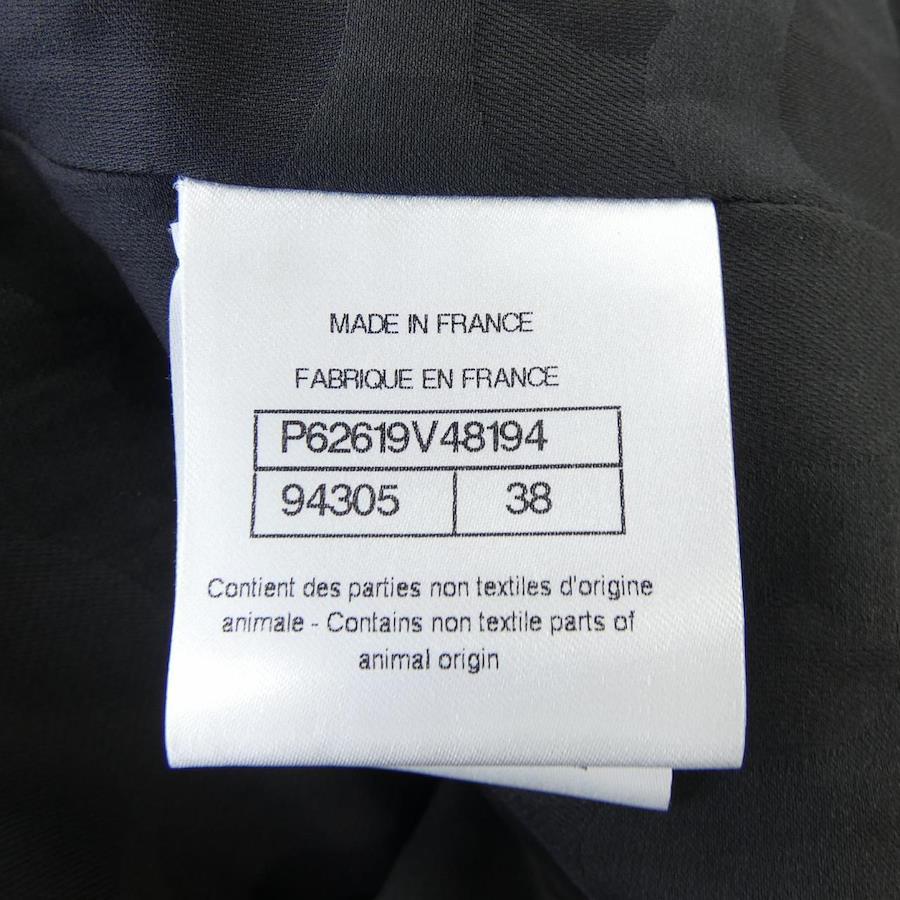 MADE IN FRANCE
FABRIQUE EN FRANCE
P62619V48194
94305 38
Contient des parties non textiles d'origine
animale - Contains non textile parts of
animal origin